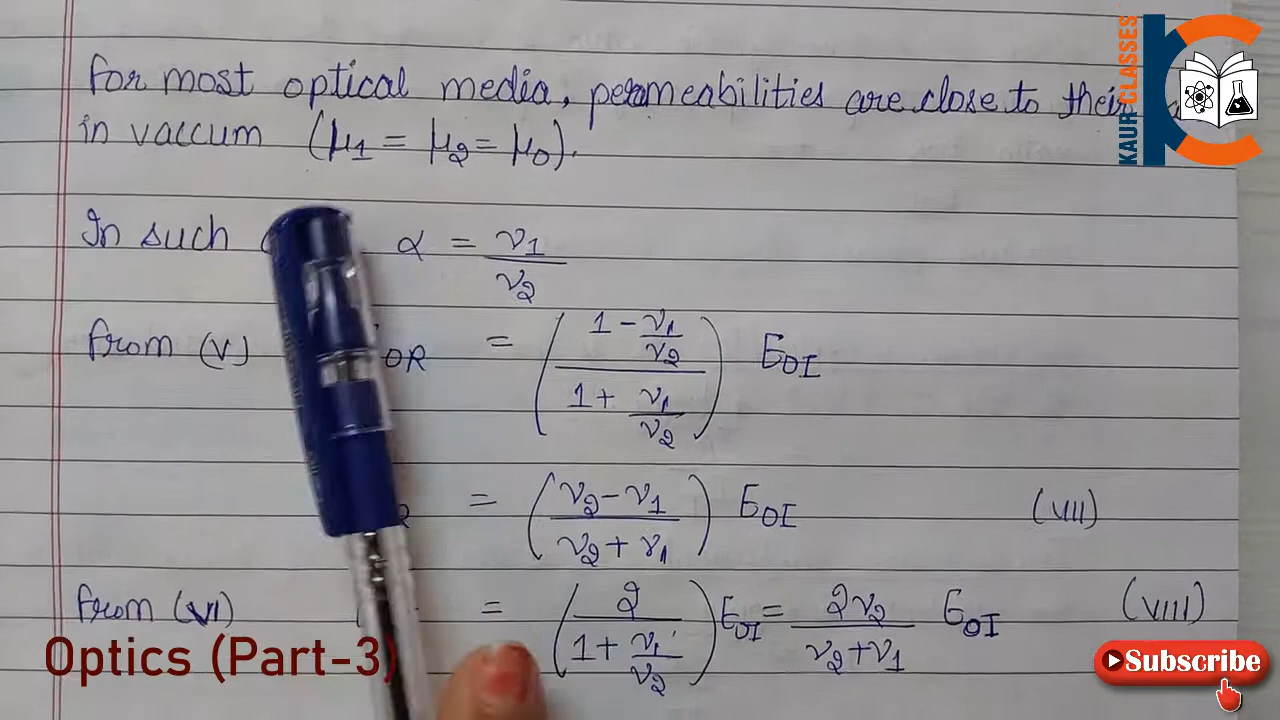 for most optical media, permeabilities are close to their
in vaccum (μ1 = μ2 = μ0).
In such α = v1/v2
from (V) OR = ((1 - v1/v2)/(1 + v1/v2)) E0I
= ((v2 - v1)/(v2 + v1)) E0I (VII)
from (VI) = (2/(1 + v1/v2)) E0I = 2v2/(v2 + v1) E0I (VIII)
Optics (Part-3)
KAUR CLASSES
Subscribe